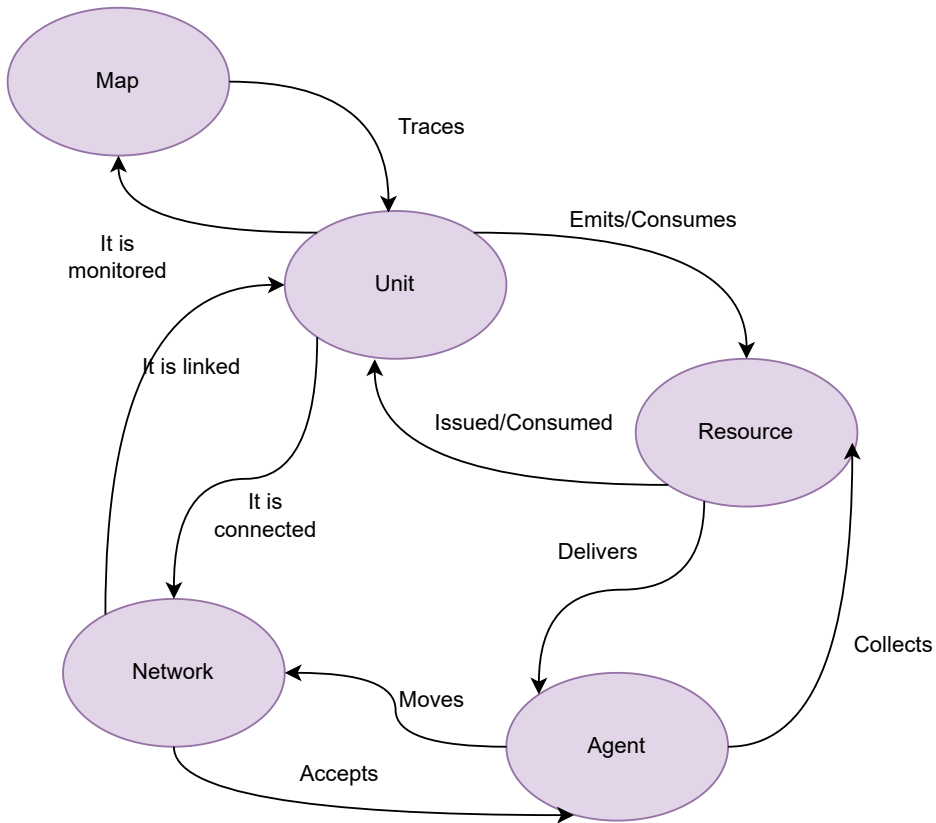 Map
Traces
Emits/Consumes
It is
monitored
Unit
It is linked
Issued/Consumed
Resource
It is
connected
Delivers
Collects
Network
Moves
Agent
Accepts